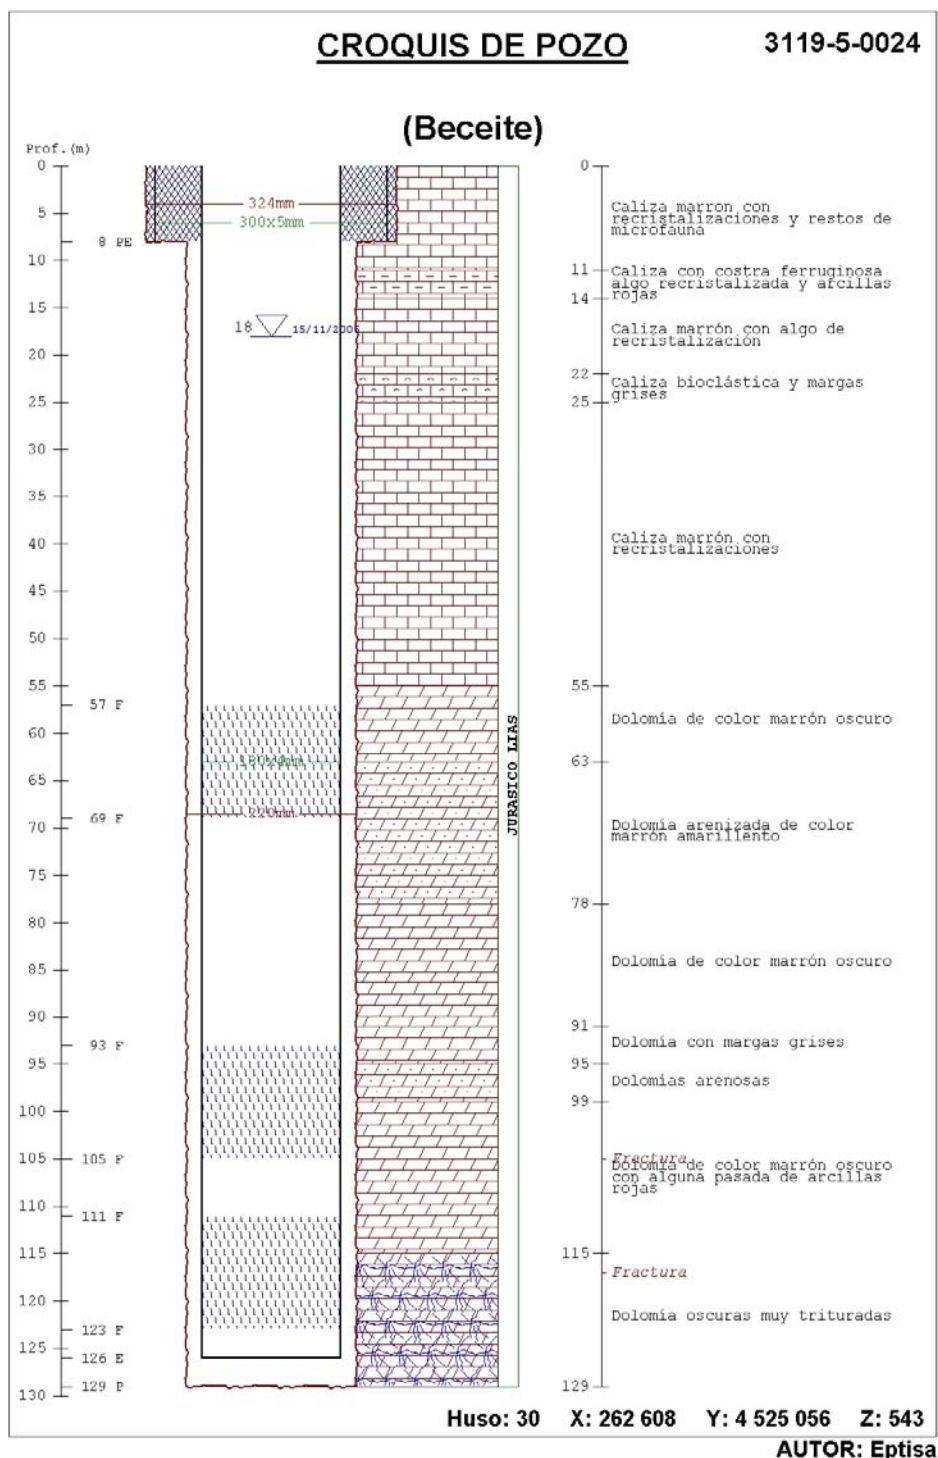 CROQUIS DE POZO
3119-5-0024
(Beceite)
Prof.(m)
0
5
8 PE
10
15
20
25
30
35
40
45
50
55
57 F
60
65
69 F
70
75
80
85
90
93 F
95
100
105
105 F
110
111 F
115
120
123 F
125
126 E
129 P
130
324mm
300x5mm
18
15/11/2006
180x4mm
220mm
JURASICO LIAS
0
Caliza marron con
recristalizaciones y restos de
microfauna
11
Caliza con costra ferruginosa
algo recristalizada y arcillas
14
rojas
Caliza marrón con algo de
recristalización
22
Caliza bioclástica y margas
grises
25
Caliza marrón con
recristalizaciones
55
Dolomía de color marrón oscuro
63
Dolomía arenizada de color
marrón amarillento
78
Dolomía de color marrón oscuro
91
Dolomía con margas grises
95
Dolomías arenosas
99
Fractura
Dolomía de color marrón oscuro
con alguna pasada de arcillas
rojas
115
Fractura
Dolomía oscuras muy trituradas
129
Huso: 30 X: 262 608 Y: 4 525 056 Z: 543
AUTOR: Eptisa